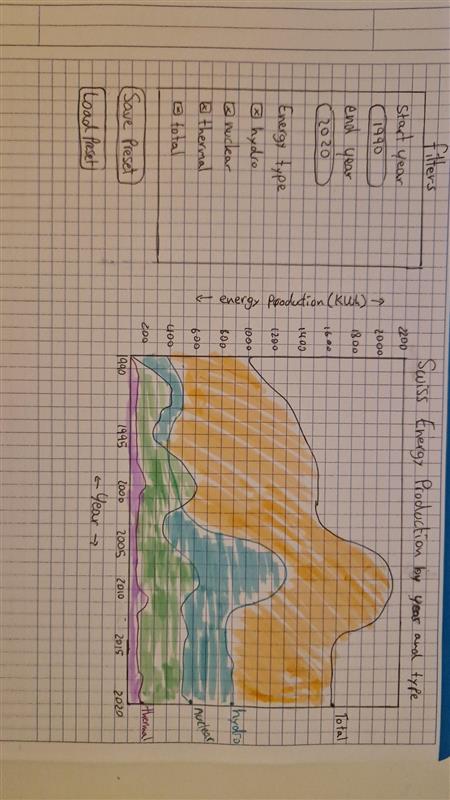 filters
Start year
1990
end year
2020
Energy type
☒ hydro
☒ nuclear
☒ thermal
☒ total
Save Preset
Load Preset
Swiss Energy Production by year and type
← energy Production (KWh) →
2200
2000
1800
1600
1400
1200
1000
800
600
400
200
1990 1995 2000 2005 2010 2015 2020
← Year →
Total
hydro
nuclear
thermal